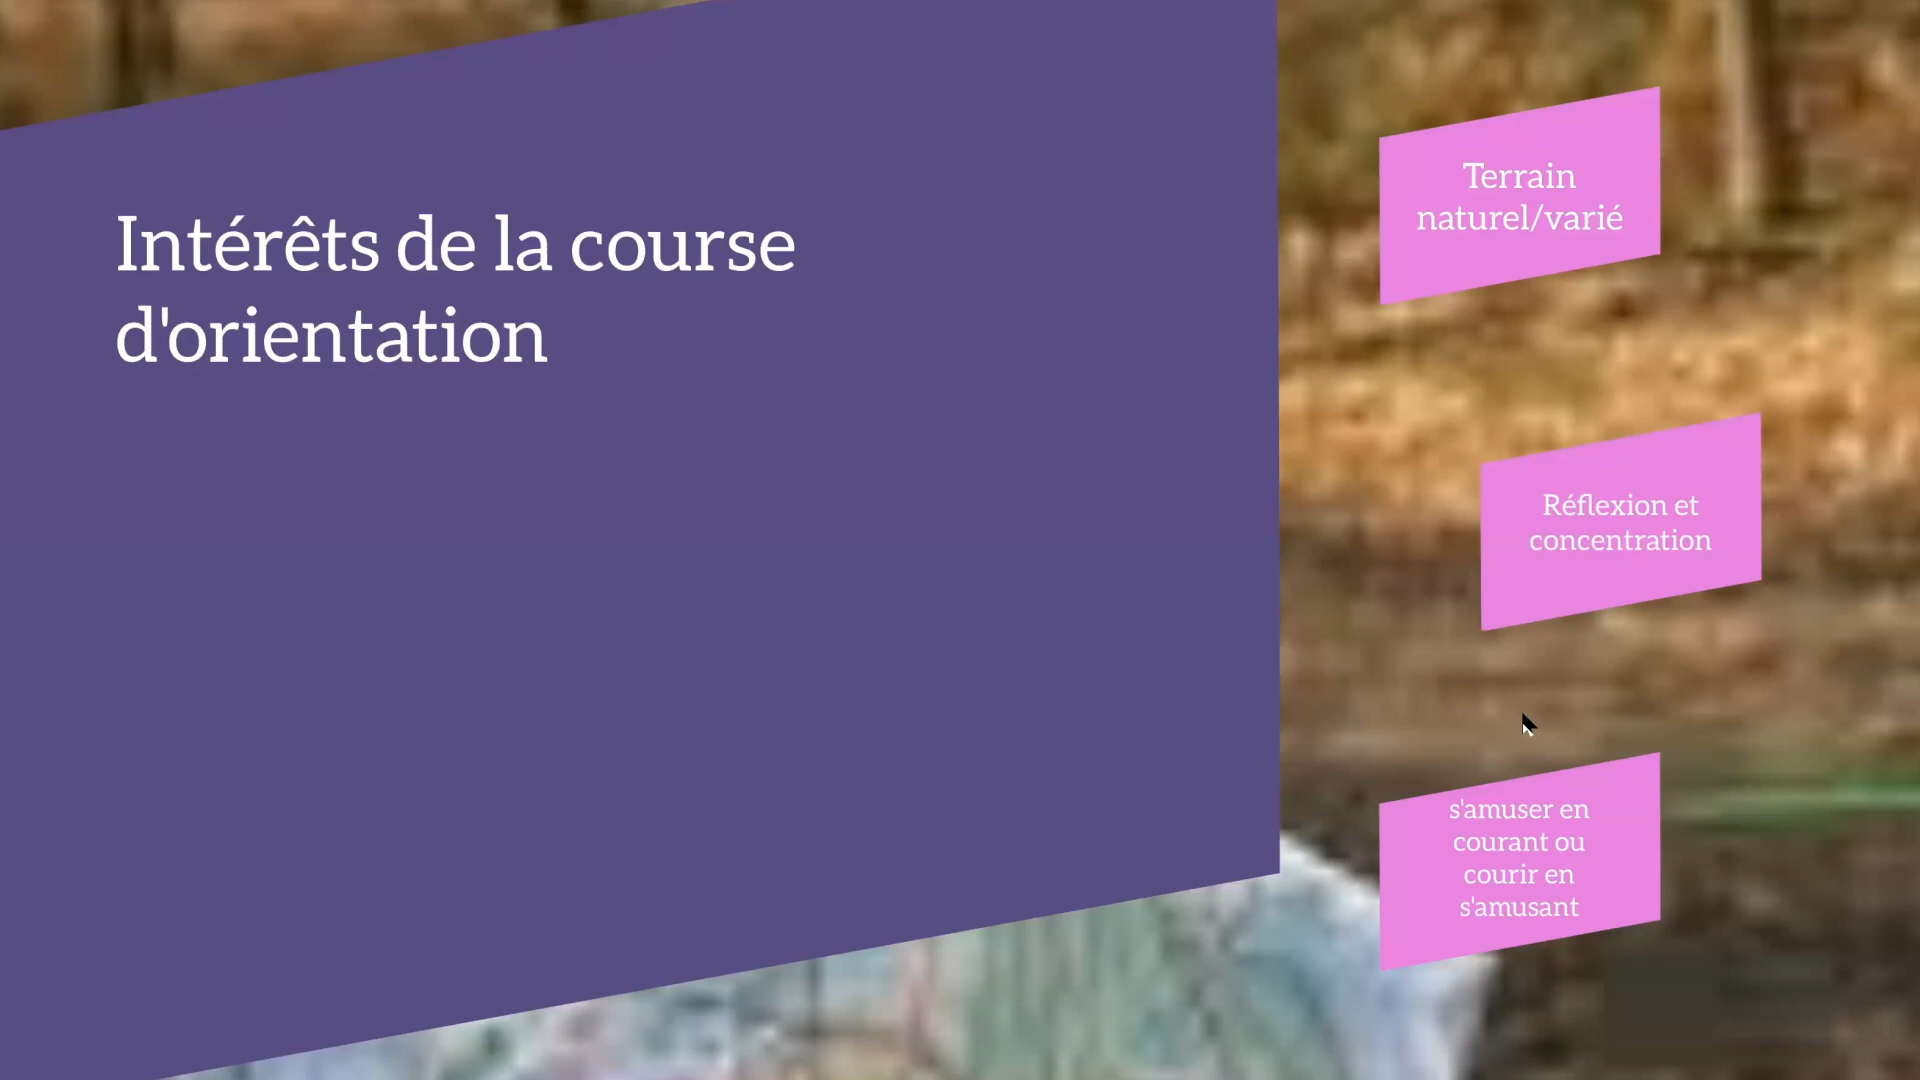 Intérêts de la course
d'orientation
Terrain
naturel/varié
Réflexion et
concentration
s'amuser en
courant ou
courir en
s'amusant